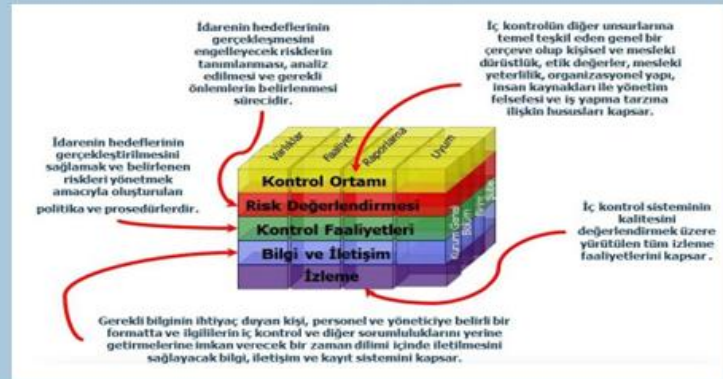 İdarenin hedeflerinin
gerçekleşmesini
engelleyecek risklerin
tanımlanması, analiz
edilmesi ve gerekli
önlemlerin belirlenmesi
sürecidir.
İç kontrolün diğer unsurlarına
temel teşkil eden genel bir
çerçeve olup kişisel ve mesleki
dürüstlük, etik değerler, mesleki
yeterlilik, organizasyonel yapı,
insan kaynakları ile yönetim
felsefesi ve iş yapma tarzına
ilişkin hususları kapsar.
İdarenin hedeflerinin
gerçekleştirilmesini
sağlamak ve belirlenen
riskleri yönetmek
amacıyla oluşturulan
politika ve prosedürlerdir.
Varlıklar
Faaliyet
Raporlama
Uyum
Kontrol Ortamı
Risk Değerlendirmesi
Kontrol Faaliyetleri
Bilgi ve İletişim
İzleme
Kurum Geneli
Bölüm
Birim
Şube
İç kontrol sisteminin
kalitesini
değerlendirmek üzere
yürütülen tüm izleme
faaliyetlerini kapsar .
Gerekli bilginin ihtiyaç duyan kişi, personel ve yöneticiye belirli bir
formatta ve ilgililerin iç kontrol ve diğer sorumluluklarını yerine
getirmelerine imkan verecek bir zaman dilimi içinde iletilmesini
sağlayacak bilgi, iletişim ve kayıt sistemini kapsar.